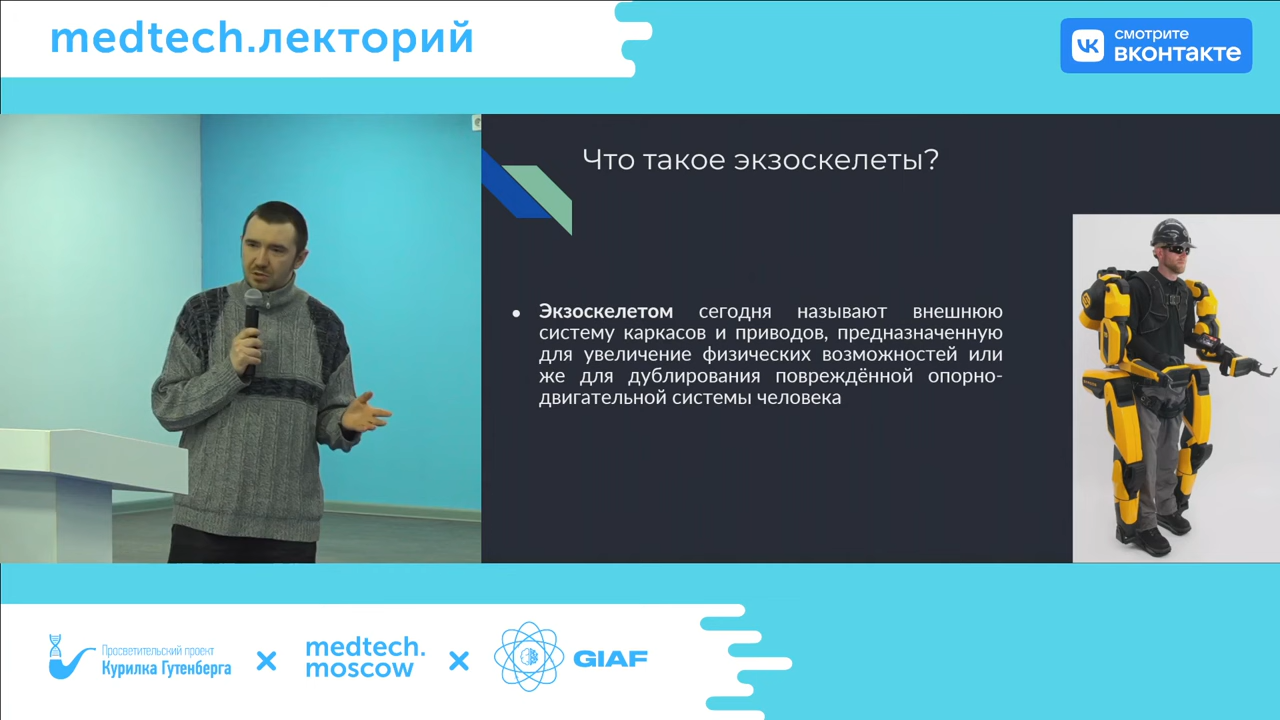 medtech.лекторий
смотрите
вконтакте
Что такое экзоскелеты?
● Экзоскелетом сегодня называют внешнюю
систему каркасов и приводов, предназначенную
для увеличение физических возможностей или
же для дублирования повреждённой опорно-
двигательной системы человека
Просветительский проект
Курилка Гутенберга
medtech.
moscow
GIAF